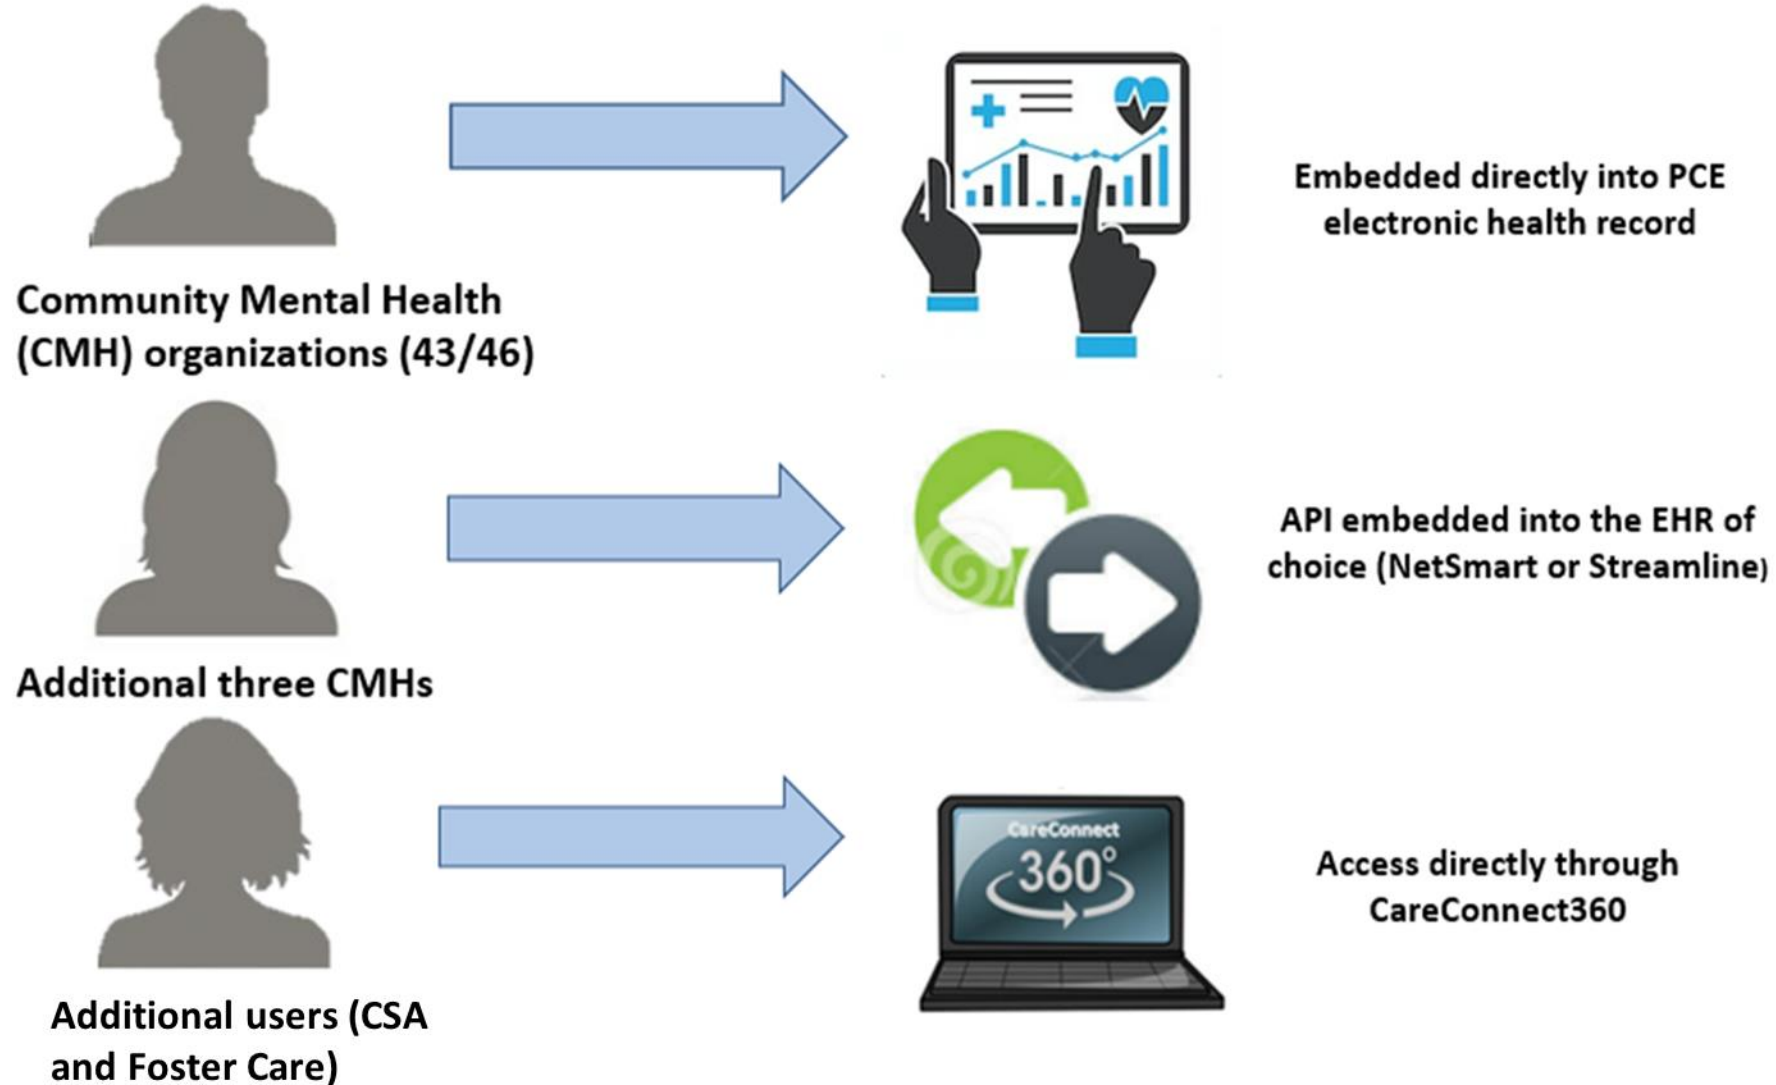 Community Mental Health
(CMH) organizations (43/46)
Embedded directly into PCE
electronic health record
Additional three CMHs
API embedded into the EHR of
choice (NetSmart or Streamline)
Additional users (CSA
and Foster Care)
CareConnect
360°
Access directly through
CareConnect360